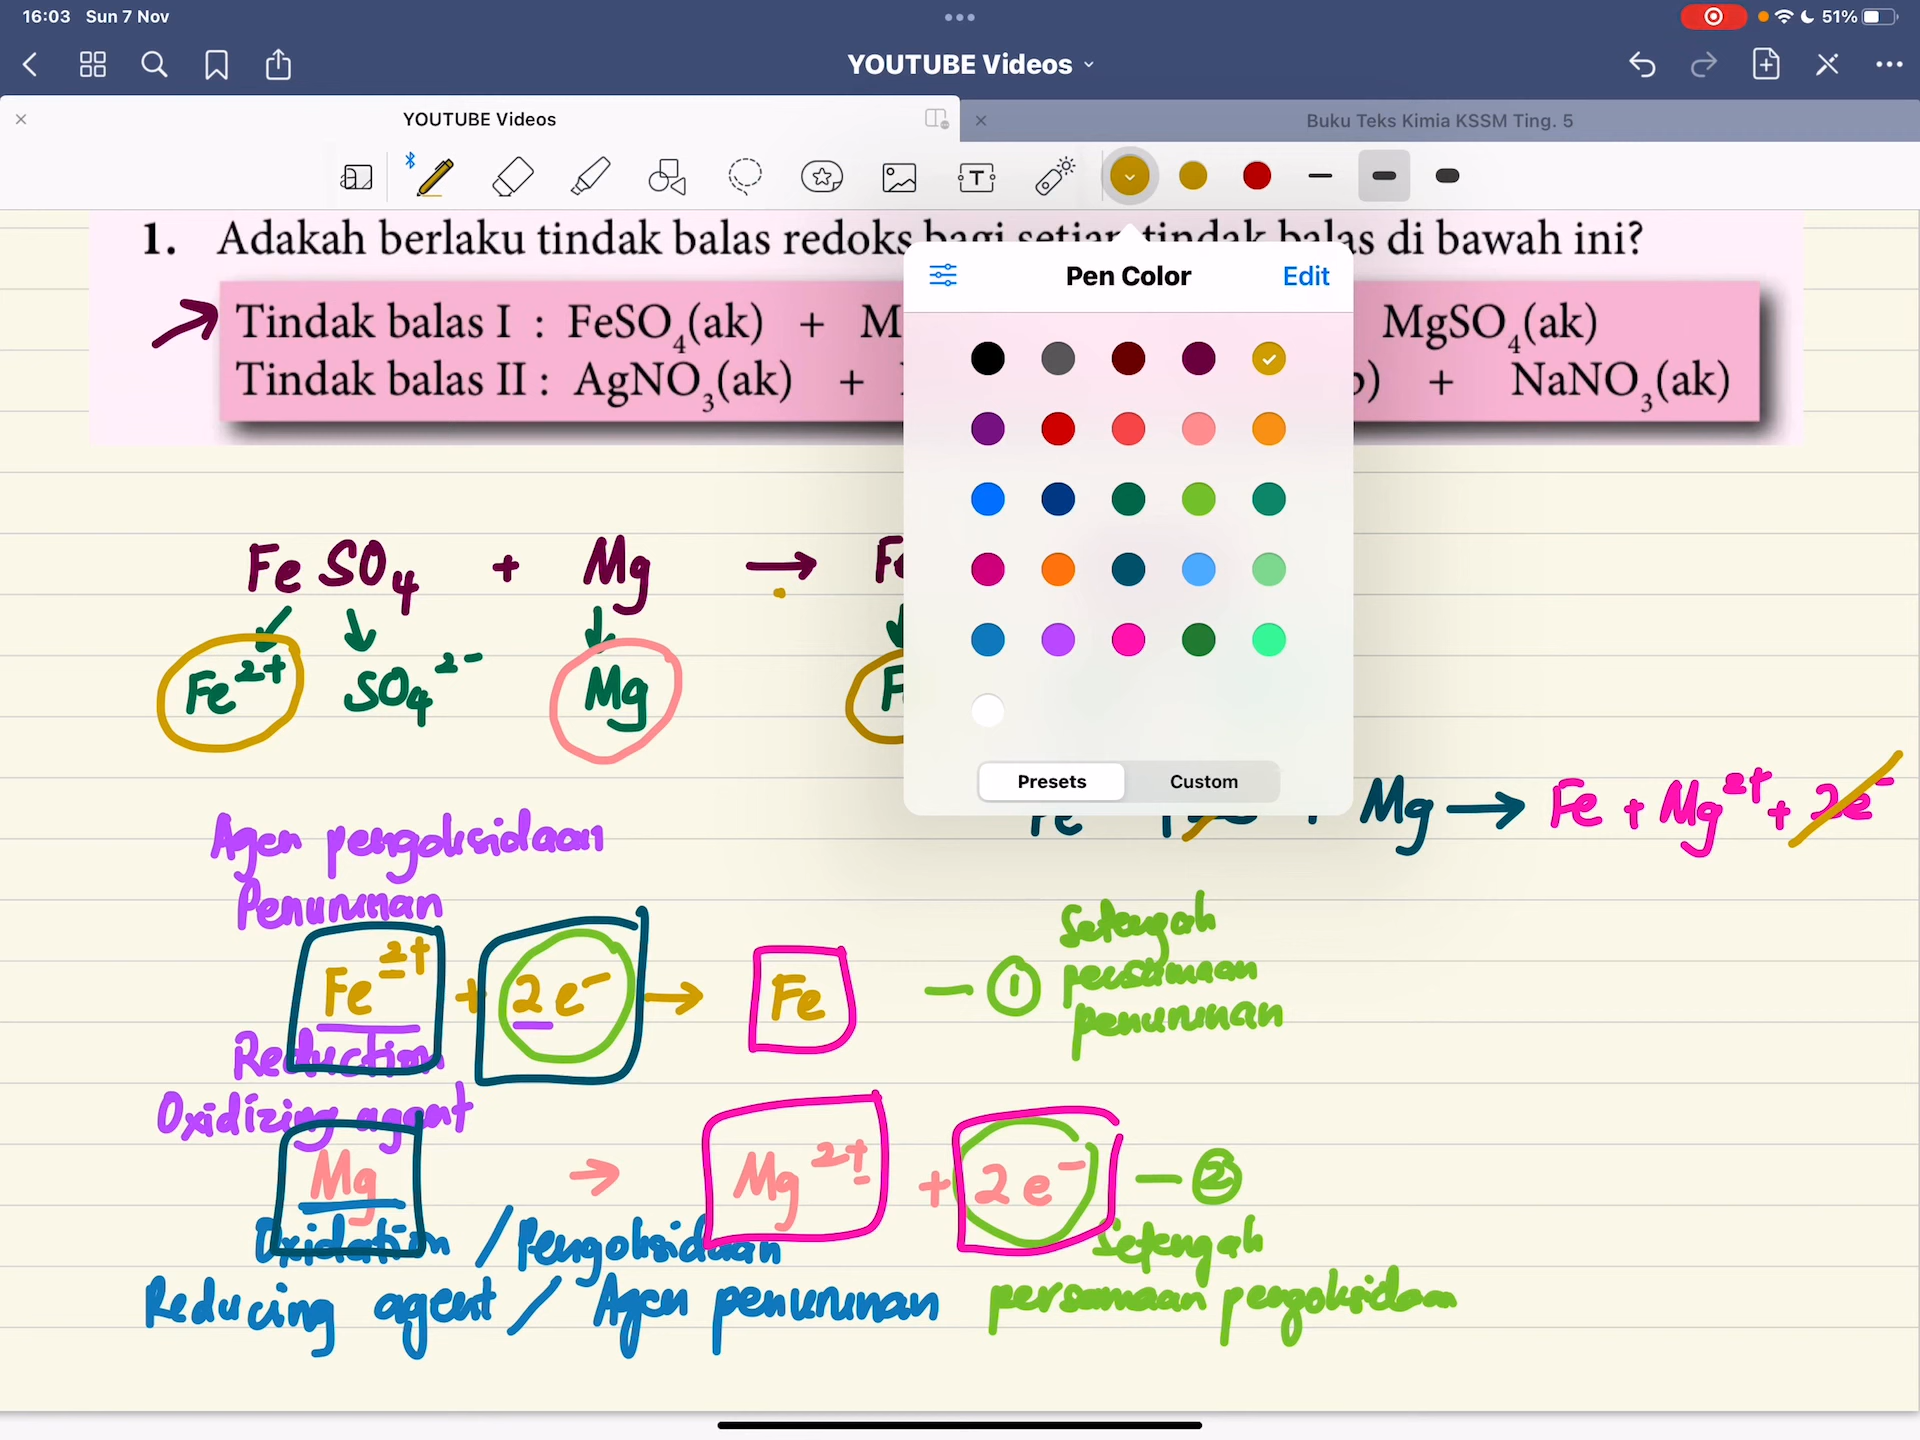 16:03 Sun 7 Nov
51%
YOUTUBE Videos
YOUTUBE Videos
Buku Teks Kimia KSSM Ting. 5
1. Adakah berlaku tindak balas redoks bagi setiap tindak balas di bawah ini?
Pen Color
Edit
Tindak balas I : FeSO₄(ak) + M MgSO₄(ak)
Tindak balas II : AgNO₃(ak) + + NaNO₃(ak)
FeSO₄ + Mg →
Fe²⁺ SO₄²⁻ Mg
Presets
Custom
Mg → Fe + Mg²⁺ + 2e⁻
Agen pengoksidaan
Penurunan
Fe²⁺ + 2e⁻ → Fe — ①
Setengah
persamaan
penurunan
Reduction
Oxidizing agent
Mg → Mg²⁺ + 2e⁻ — ②
Oxidation / Pengoksidaan
Setengah
Reducing agent / Agen penurunan
persamaan pengoksidaan